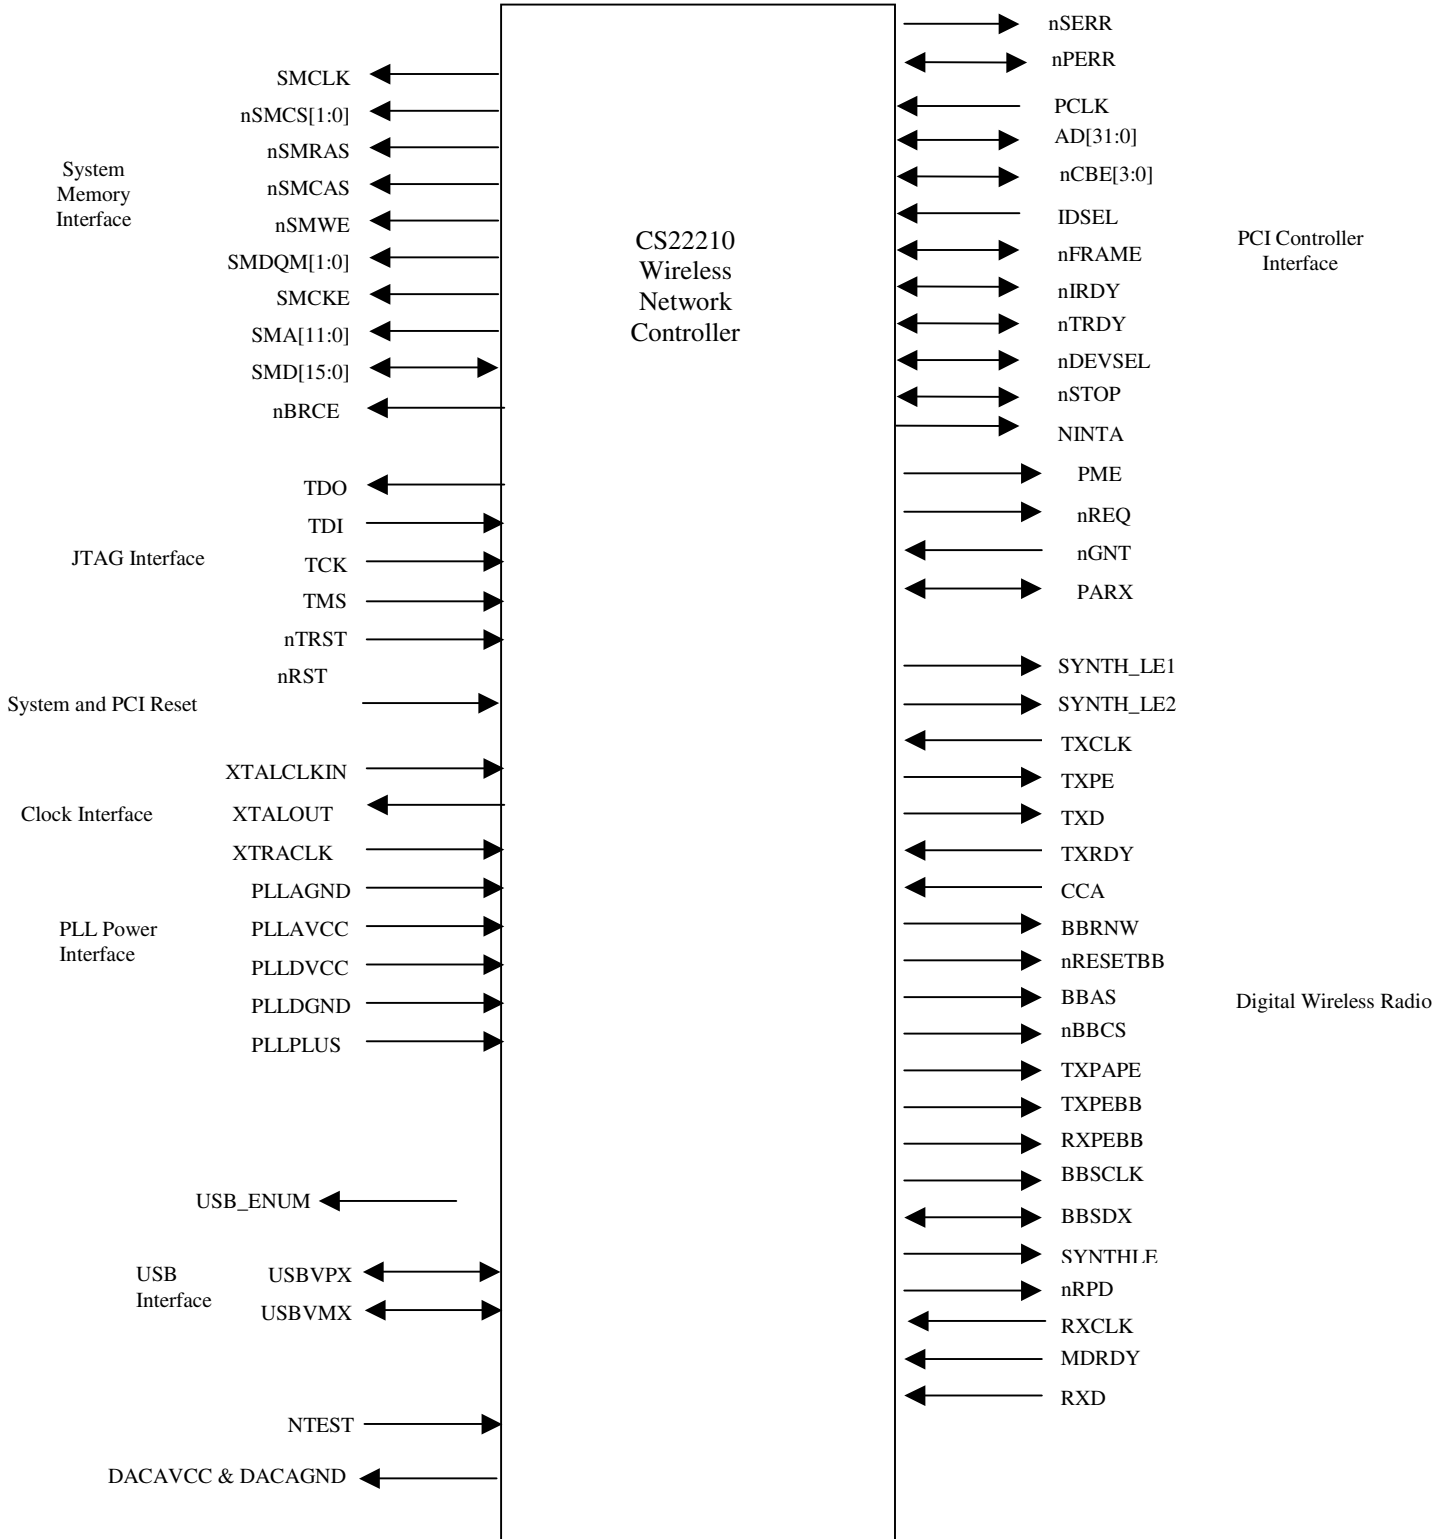 SMCLK
nSMCS[1:0]
nSMRAS
nSMCAS
nSMWE
SMDQM[1:0]
SMCKE
SMA[11:0]
SMD[15:0]
nBRCE
System
Memory
Interface
TDO
TDI
TCK
TMS
nTRST
JTAG Interface
nRST
System and PCI Reset
XTALCLKIN
XTALOUT
XTRACLK
Clock Interface
PLLAGND
PLLAVCC
PLLDVCC
PLLDGND
PLLPLUS
PLL Power
Interface
USB_ENUM
USBVPX
USBVMX
USB
Interface
NTEST
DACAVCC & DACAGND
CS22210
Wireless
Network
Controller
nSERR
nPERR
PCLK
AD[31:0]
nCBE[3:0]
IDSEL
nFRAME
nIRDY
nTRDY
nDEVSEL
nSTOP
NINTA
PME
nREQ
nGNT
PARX
PCI Controller
Interface
SYNTH_LE1
SYNTH_LE2
TXCLK
TXPE
TXD
TXRDY
CCA
BBRNW
nRESETBB
BBAS
nBBCS
TXPAPE
TXPEBB
RXPEBB
BBSCLK
BBSDX
SYNTHLE
nRPD
RXCLK
MDRDY
RXD
Digital Wireless Radio